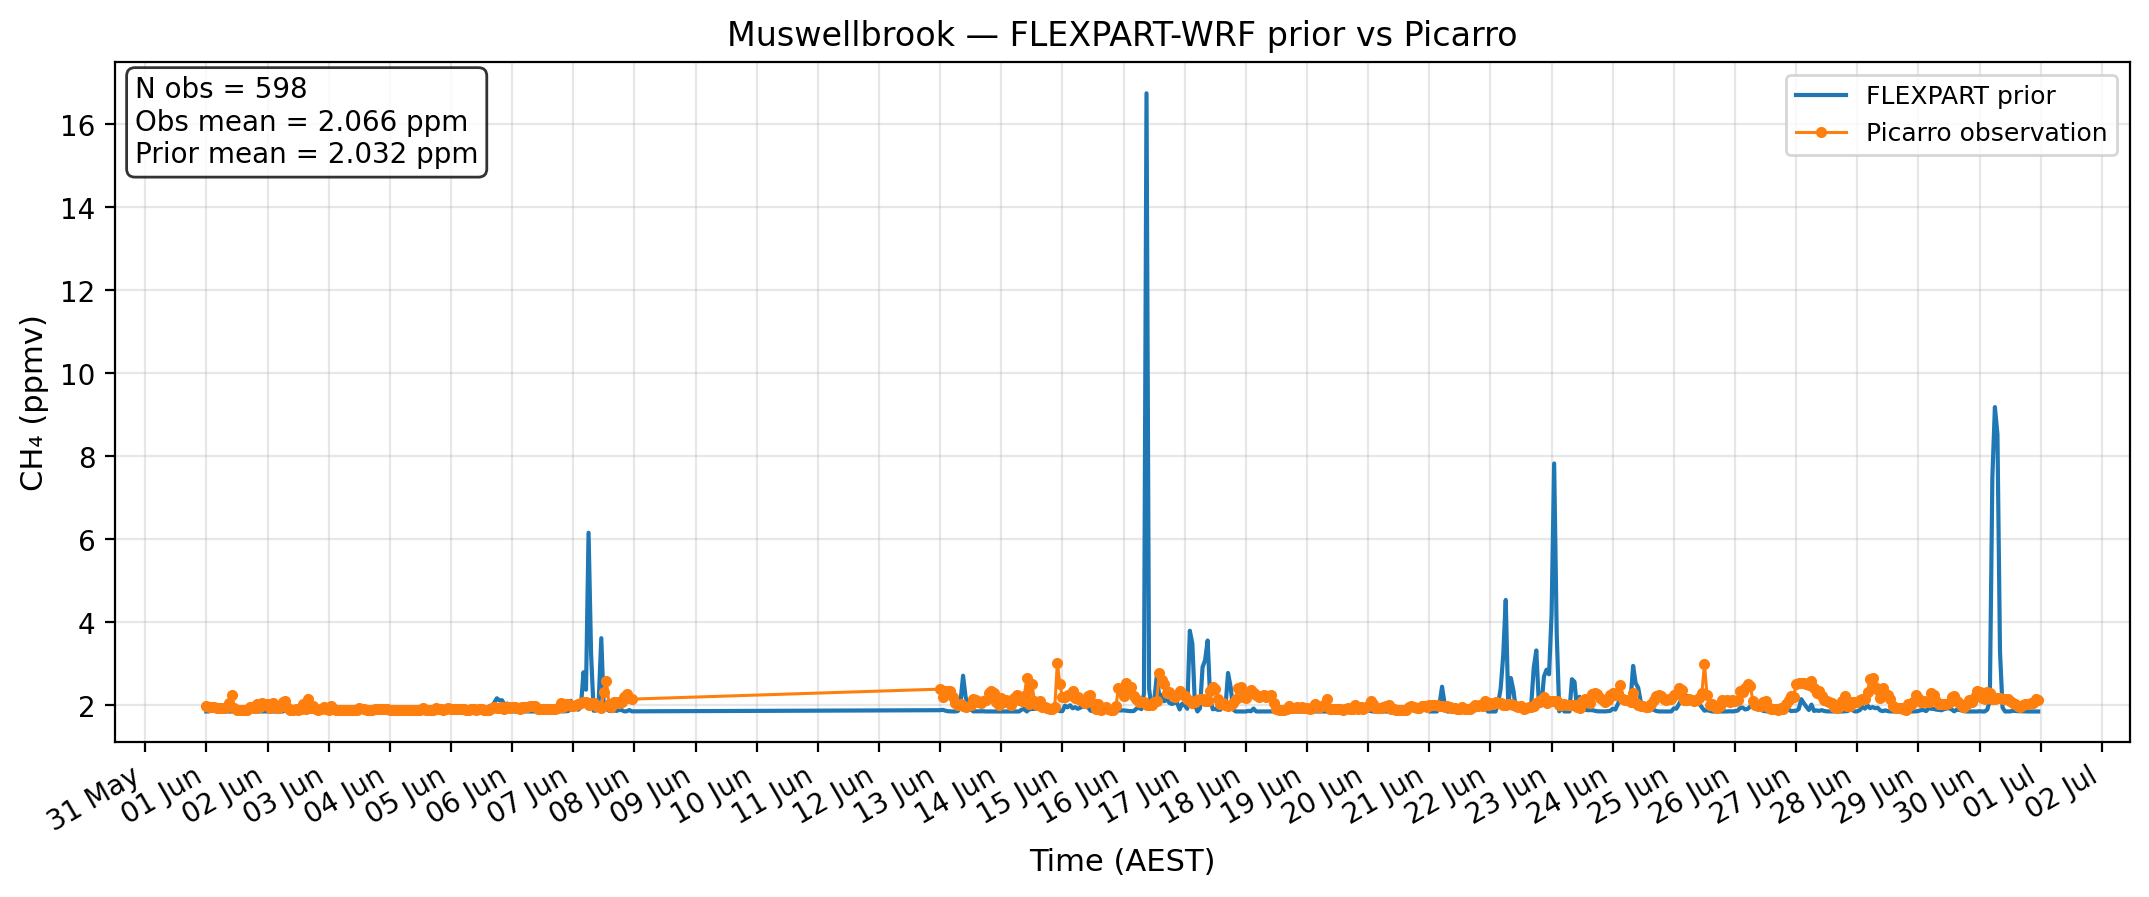 Muswellbrook — FLEXPART-WRF prior vs Picarro
N obs = 598
Obs mean = 2.066 ppm
Prior mean = 2.032 ppm
FLEXPART prior
Picarro observation
CH₄ (ppmv)
16
14
12
10
8
6
4
2
31 May
01 Jun
02 Jun
03 Jun
04 Jun
05 Jun
06 Jun
07 Jun
08 Jun
09 Jun
10 Jun
11 Jun
12 Jun
13 Jun
14 Jun
15 Jun
16 Jun
17 Jun
18 Jun
19 Jun
20 Jun
21 Jun
22 Jun
23 Jun
24 Jun
25 Jun
26 Jun
27 Jun
28 Jun
29 Jun
30 Jun
01 Jul
02 Jul
Time (AEST)